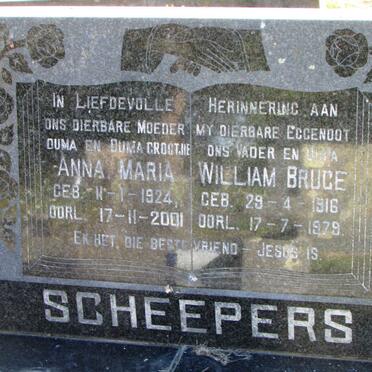 IN LIEFDEVOLLE HERINNERING AAN
ONS DIERBARE MOEDER
OUMA EN OUMA GROOTJIE
ANNA MARIA
GEB. 11-1-1924,
OORL. 17-11-2001
MY DIERBARE EGGENOOT
ONS VADER EN OUPA
WILLIAM BRUCE
GEB. 29-4-1916
OORL. 17-7-1979.
EK HET, DIE BESTE VRIEND - JESUS IS.
SCHEEPERS